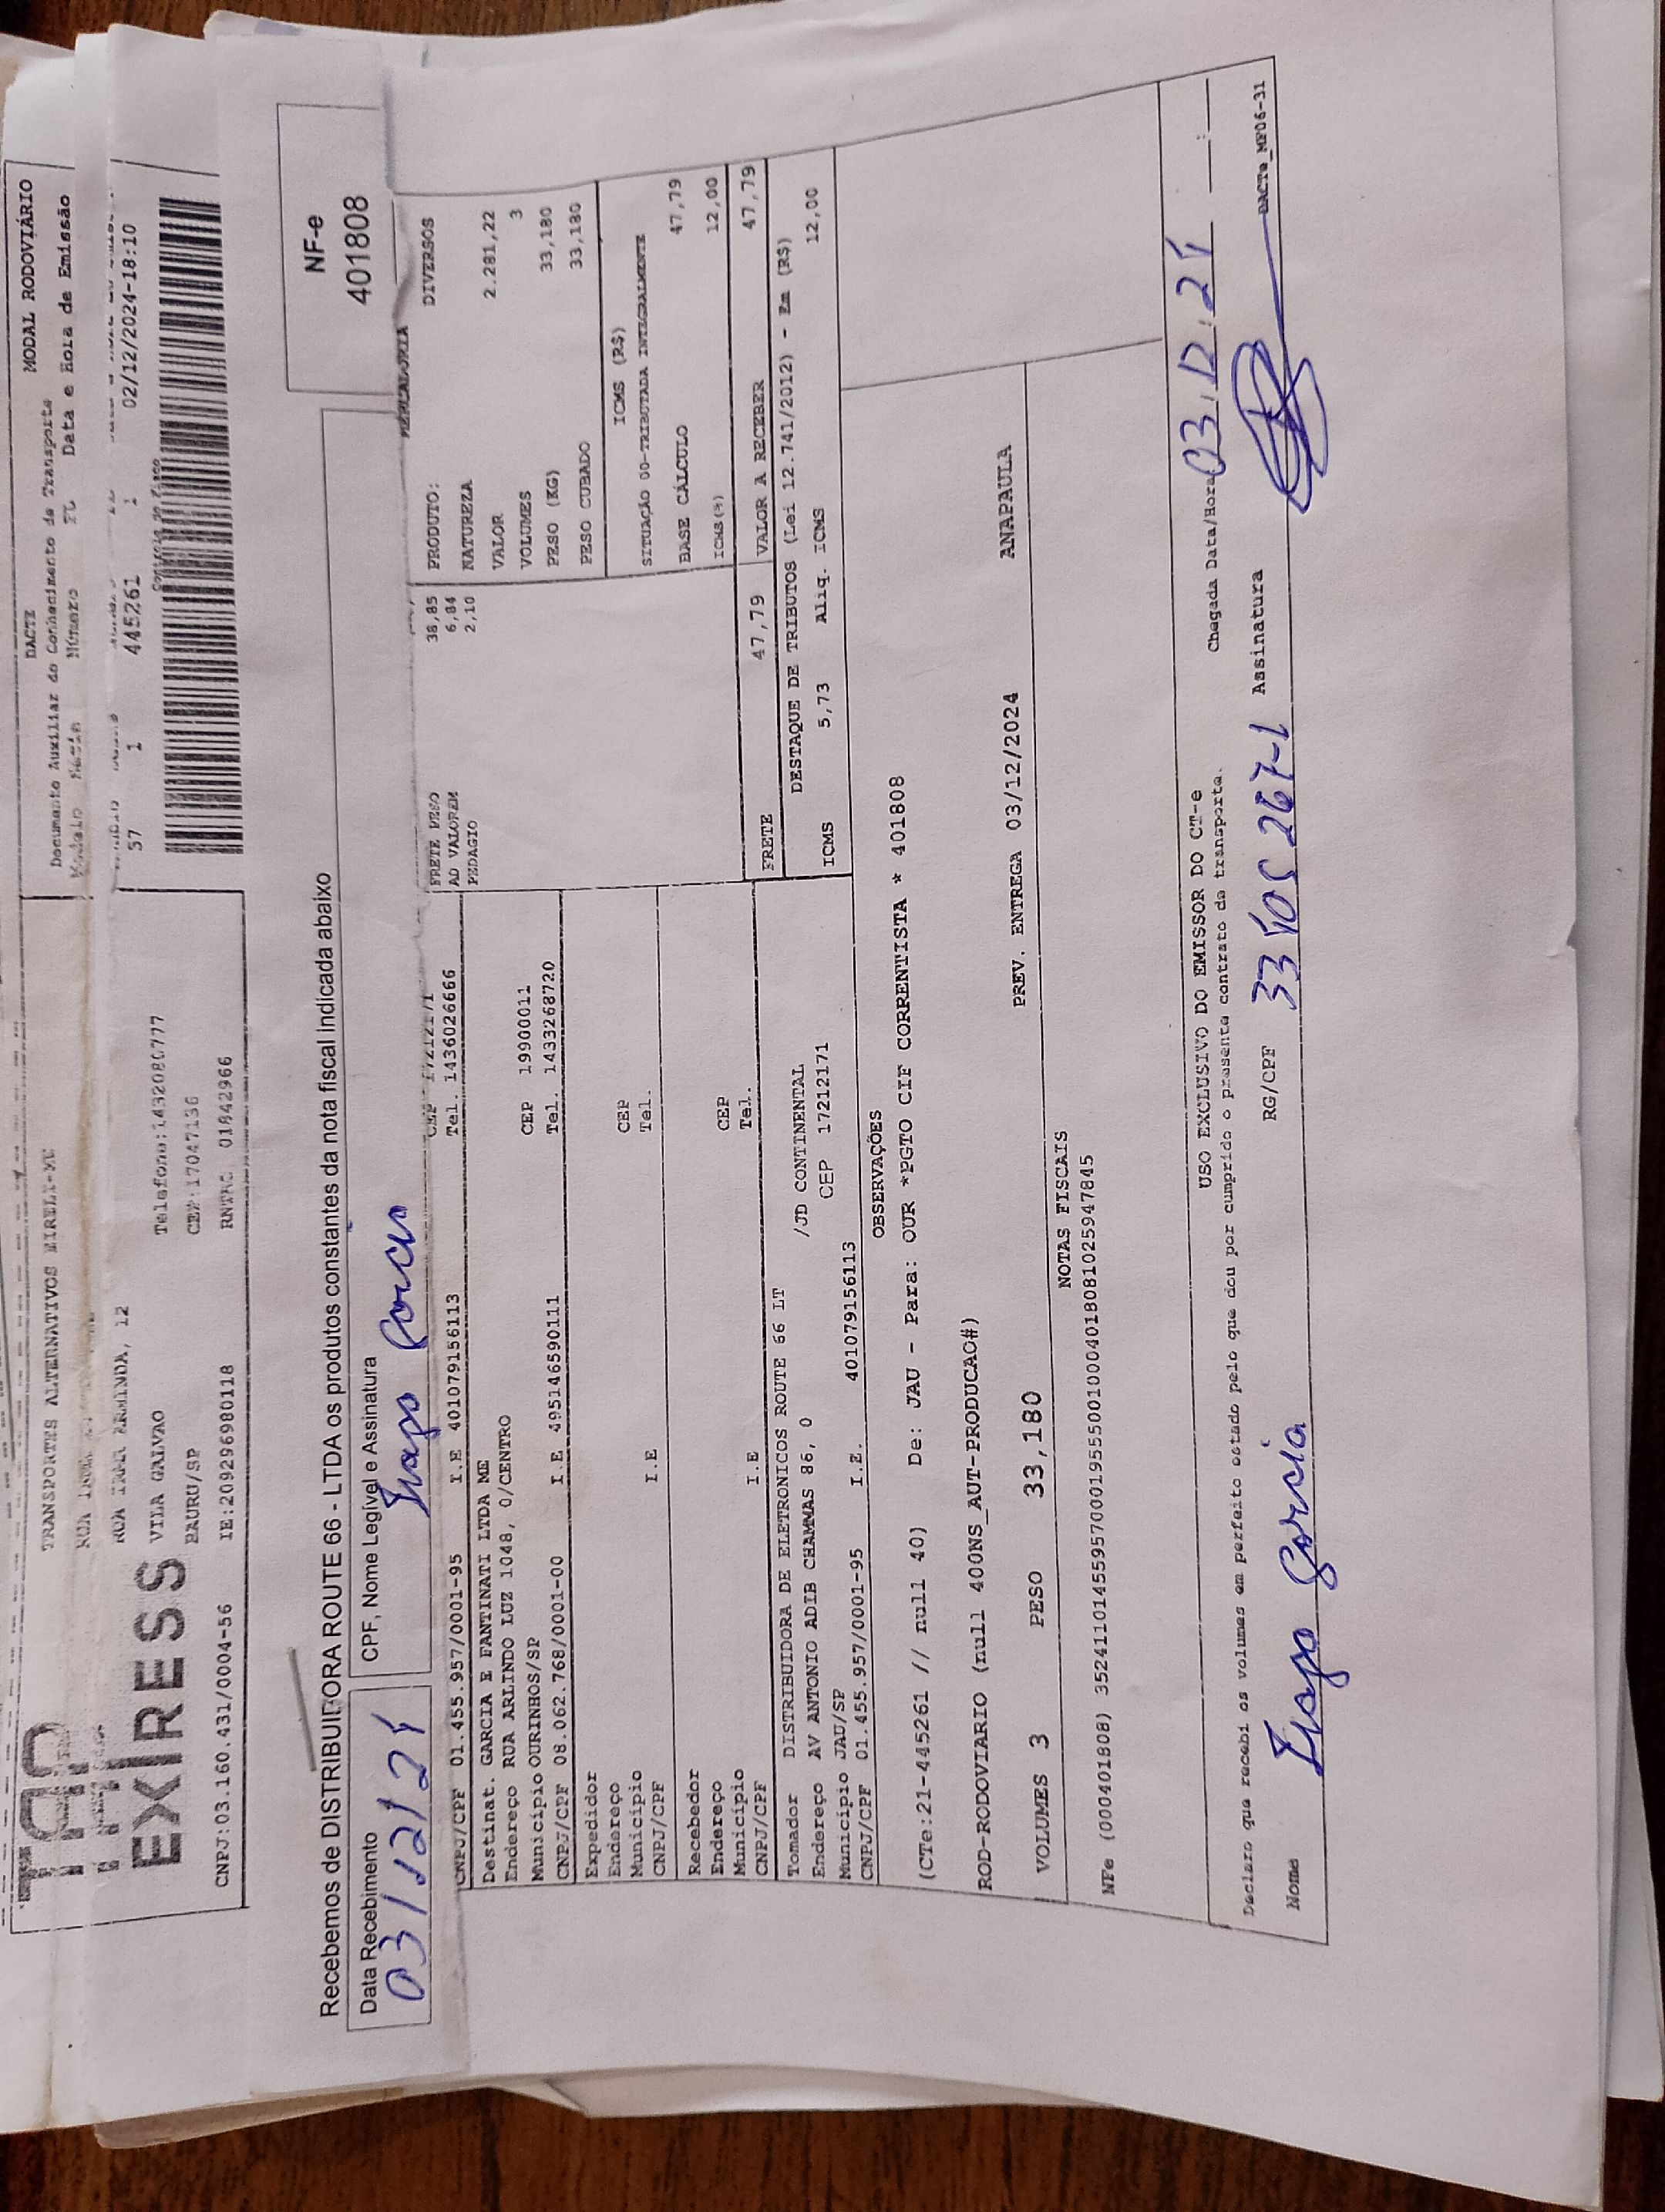 DACTE
MODAL RODOVIÁRIO
Documento Auxiliar do Conhecimento de Transporte
Modelo Número FL Data e Hora de Emissão
57 1 445261 1 02/12/2024-18:10
TRANSPORTES ALTERNATIVOS EIRELI-ME
12
VILA GALVAO Telefone:1432080777
BAURU/SP CEP:17047136
CNPJ:03.160.431/0004-56 IE:209296980118 RNTRC 01842966
Recebemos de DISTRIBUIDORA ROUTE 66 - LTDA os produtos constantes da nota fiscal indicada abaixo
NF-e
401808
Data Recebimento
03/12/24
CPF, Nome Legível e Assinatura
CNPJ/CPF 01.455.957/0001-95 I.E 401079156113 Tel. 1436026666
Destinat. GARCIA E FANTINATI LTDA ME
Endereço RUA ARLINDO LUZ 1048, 0/CENTRO
Município OURINHOS/SP CEP 19900011
CNPJ/CPF 08.062.768/0001-00 I.E 495146590111 Tel. 1433268720
Expedidor
Endereço
Município CEP
CNPJ/CPF I.E Tel.
Recebedor
Endereço
Município CEP
CNPJ/CPF I.E Tel.
Tomador DISTRIBUIDORA DE ELETRONICOS ROUTE 66 LT
Endereço AV ANTONIO ADIB CHAMMAS 86, 0 /JD CONTINENTAL
Município JAU/SP CEP 17212171
CNPJ/CPF 01.455.957/0001-95 I.E. 401079156113
FRETE PESO 38,85
AD VALOREM 6,84
PEDAGIO 2,10
MERCADORIA
PRODUTO: DIVERSOS
NATUREZA
VALOR 2.281,22
VOLUMES 3
PESO (KG) 33,180
PESO CUBADO 33,180
ICMS (R$)
SITUAÇÃO 00-TRIBUTADA INTEGRALMENTE
BASE CÁLCULO 47,79
ICMS(%) 12,00
FRETE 47,79 VALOR A RECEBER 47,79
DESTAQUE DE TRIBUTOS (Lei 12.741/2012) - Em (R$)
ICMS 5,73 Aliq. ICMS 12,00
OBSERVAÇÕES
(CTe:21-445261 // null 40) De: JAU - Para: OUR *PGTO CIF CORRENTISTA * 401808
ROD-RODOVIARIO (null 400NS_AUT-PRODUCAO#)
VOLUMES 3 PESO 33,180 PREV. ENTREGA 03/12/2024 ANAPAULA
NOTAS FISCAIS
NFe (000401808) 35241101455957000195550010004018081025947845
USO EXCLUSIVO DO EMISSOR DO CT-e
Declaro que recebi os volumes em perfeito estado pelo que dou por cumprido o presente contrato de transporte.
Chegada Data/Hora 03/12/24
Nome Garcia RG/CPF Assinatura
DACTe_MF06-31